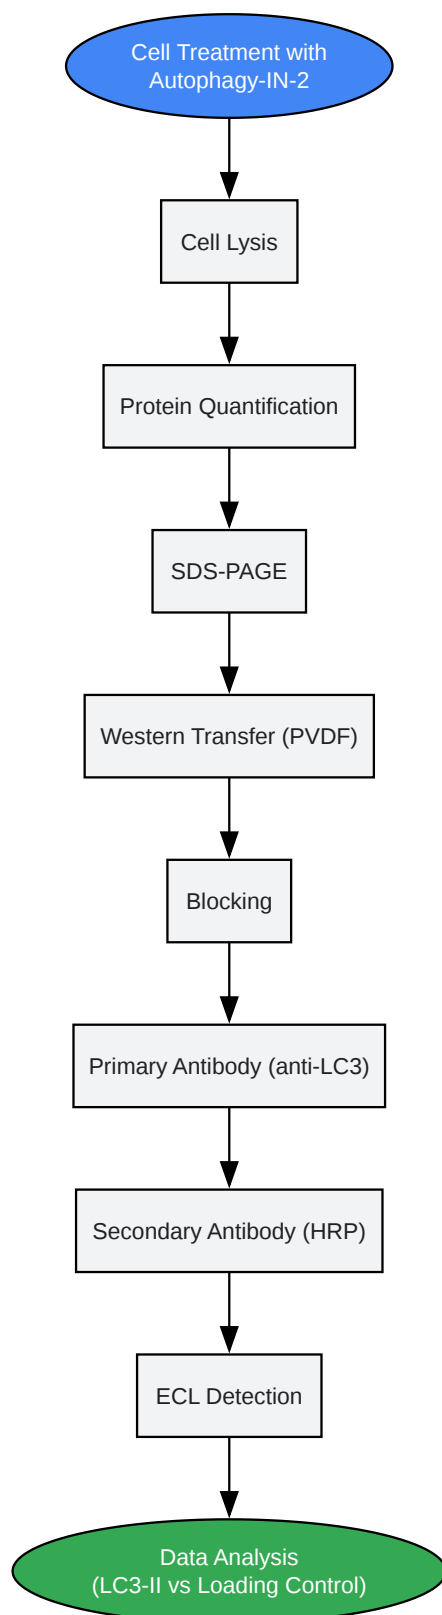 Cell Treatment with
Autophagy-IN-2
Cell Lysis
Protein Quantification
SDS-PAGE
Western Transfer (PVDF)
Blocking
Primary Antibody (anti-LC3)
Secondary Antibody (HRP)
ECL Detection
Data Analysis
(LC3-II vs Loading Control)